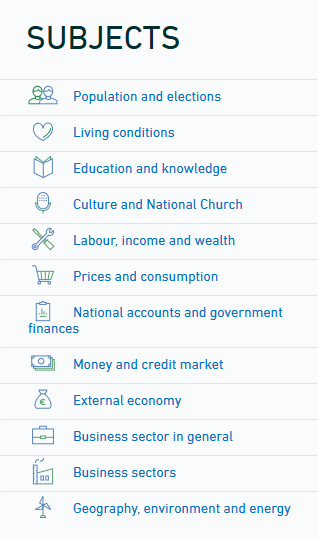 SUBJECTS
Population and elections
Living conditions
Education and knowledge
Culture and National Church
Labour, income and wealth
Prices and consumption
National accounts and government
finances
Money and credit market
External economy
Business sector in general
Business sectors
Geography, environment and energy